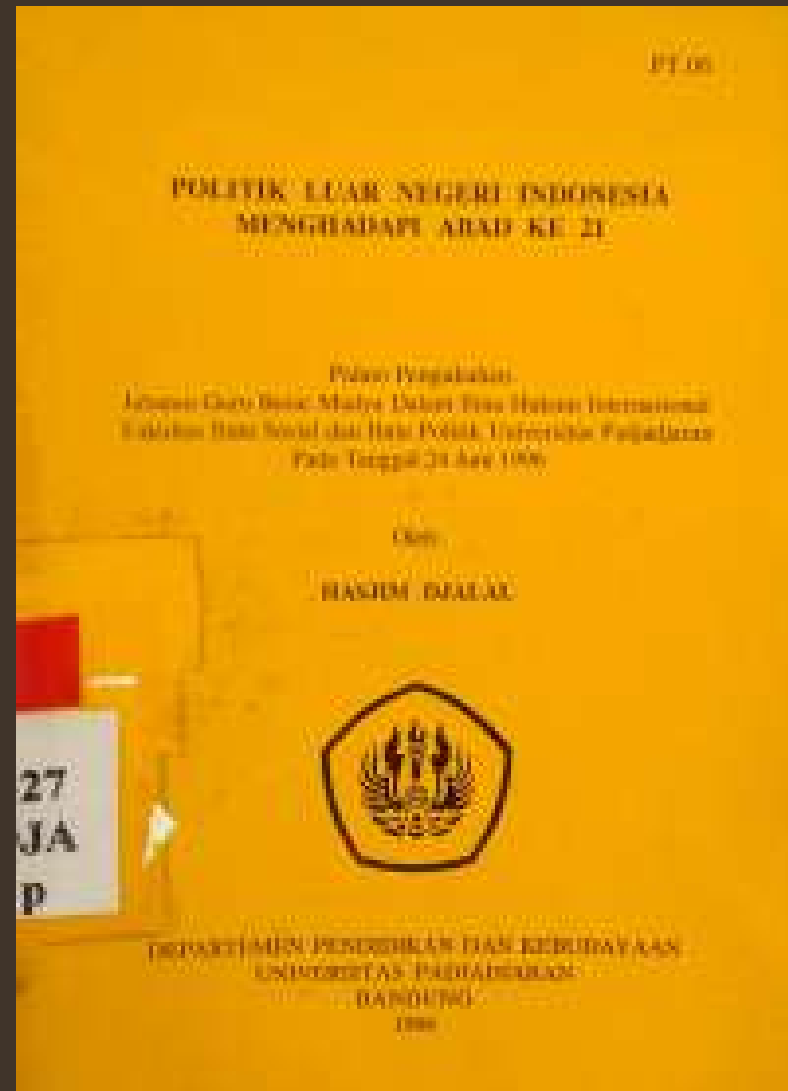 PT.06
POLITIK LUAR NEGERI INDONESIA
MENGHADAPI ABAD KE 21
Pidato Pengukuhan
Jabatan Guru Besar Madya Dalam Ilmu Hukum Internasional
Fakultas Ilmu Sosial dan Ilmu Politik, Universitas Padjadjaran
Pada Tanggal 24 1996
Oleh
HASJIM DJALAL
27
JA
p
DEPARTEMEN PENDIDIKAN DAN KEBUDAYAAN
UNIVERSITAS PADJADJARAN
BANDUNG
1996